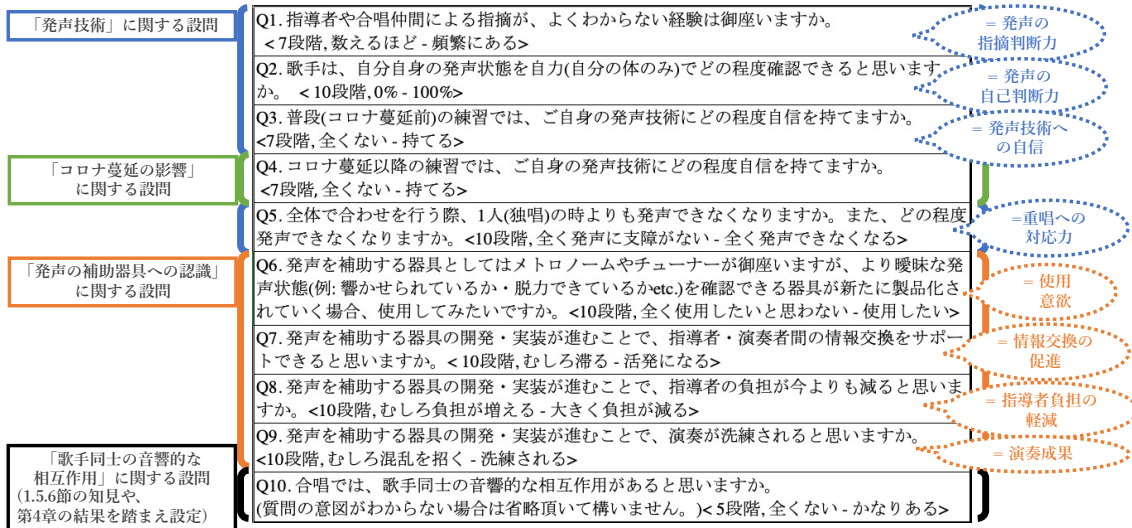 「発声技術」に関する設問
Q1. 指導者や合唱仲間による指摘が、よくわからない経験は御座いますか。
< 7段階, 数えるほど - 頻繁にある>
= 発声の
指摘判断力
Q2. 歌手は、自分自身の発声状態を自力(自分の体のみ)でどの程度確認できると思います
か。 < 10段階, 0% - 100%>
= 発声の
自己判断力
Q3. 普段(コロナ蔓延前)の練習では、ご自身の発声技術にどの程度自信を持てますか。
<7段階, 全くない - 持てる>
= 発声技術へ
の自信
「コロナ蔓延の影響」
に関する設問
Q4. コロナ蔓延以降の練習では、ご自身の発声技術にどの程度自信を持てますか。
<7段階, 全くない - 持てる>
Q5. 全体で合わせを行う際、1人(独唱)の時よりも発声できなくなりますか。また、どの程度
発声できなくなりますか。<10段階, 全く発声に支障がない - 全く発声できなくなる>
=重唱への
対応力
「発声の補助器具への認識」
に関する設問
Q6. 発声を補助する器具としてはメトロノームやチューナーが御座いますが、より曖昧な発
声状態(例: 響かせられているか・脱力できているかetc.)を確認できる器具が新たに製品化さ
れていく場合、使用してみたいですか。<10段階, 全く使用したいと思わない - 使用したい>
= 使用
意欲
Q7. 発声を補助する器具の開発・実装が進むことで、指導者・演奏者間の情報交換をサポー
トできると思いますか。< 10段階, むしろ滞る - 活発になる>
= 情報交換の
促進
Q8. 発声を補助する器具の開発・実装が進むことで、指導者の負担が今よりも減ると思いま
すか。<10段階, むしろ負担が増える - 大きく負担が減る>
= 指導者負担の
軽減
Q9. 発声を補助する器具の開発・実装が進むことで、演奏が洗練されると思いますか。
<10段階, むしろ混乱を招く - 洗練される>
= 演奏成果
「歌手同士の音響的な
相互作用」に関する設問
(1.5.6節の知見や、
第4章の結果を踏まえ設定)
Q10. 合唱では、歌手同士の音響的な相互作用があると思いますか。
(質問の意図がわからない場合は省略頂いて構いません。)< 5段階, 全くない - かなりある>